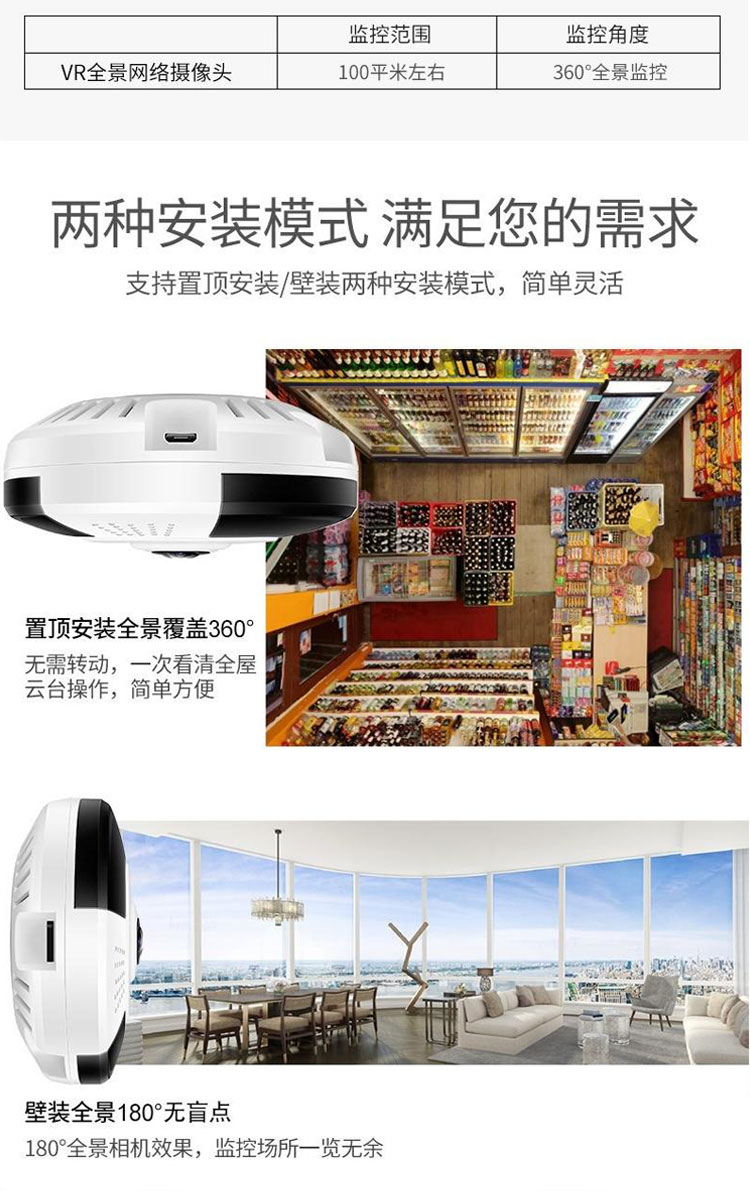 监控范围 监控角度
VR全景网络摄像头 100平米左右 360°全景监控
两种安装模式 满足您的需求
支持置顶安装/壁装两种安装模式，简单灵活
置顶安装全景覆盖360°
无需转动，一次看清全屋
云台操作，简单方便
壁装全景180°无盲点
180°全景相机效果，监控场所一览无余